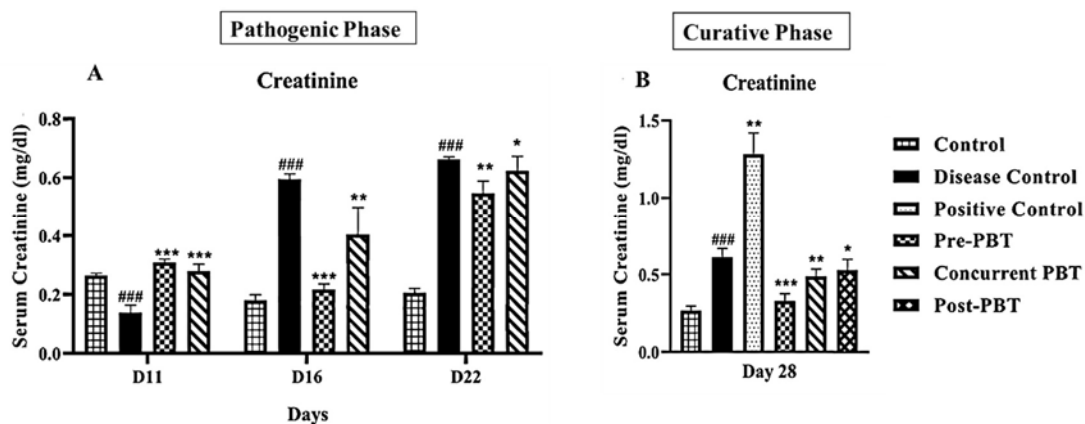 Pathogenic Phase
Curative Phase
A
Creatinine
B
Creatinine
Serum Creatinine (mg/dl)
0.8
0.6
0.4
0.2
0.0
###
***
***
###
***
**
###
**
*
D11
D16
D22
Days
Serum Creatinine (mg/dl)
1.5
1.0
0.5
0.0
###
**
***
**
*
Day 28
Control
Disease Control
Positive Control
Pre-PBT
Concurrent PBT
Post-PBT